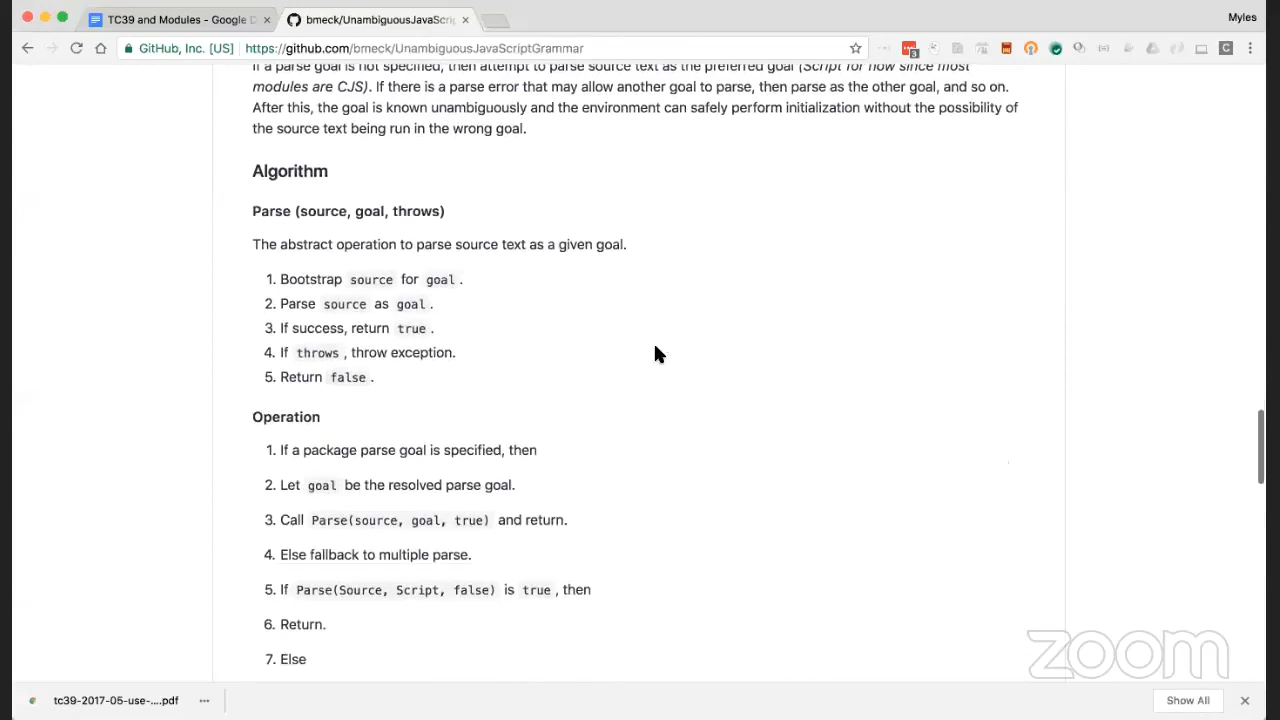 TC39 and Modules - Google D
bmeck/UnambiguousJavaScri
Myles
GitHub, Inc. [US] https://github.com/bmeck/UnambiguousJavaScriptGrammar
3
C
If a parse goal is not specified, then attempt to parse source text as the preferred goal (Script for now since most
modules are CJS). If there is a parse error that may allow another goal to parse, then parse as the other goal, and so on.
After this, the goal is known unambiguously and the environment can safely perform initialization without the possibility of
the source text being run in the wrong goal.
Algorithm
Parse (source, goal, throws)
The abstract operation to parse source text as a given goal.
1. Bootstrap source for goal .
2. Parse source as goal .
3. If success, return true .
4. If throws , throw exception.
5. Return false .
Operation
1. If a package parse goal is specified, then
2. Let goal be the resolved parse goal.
3. Call Parse(source, goal, true) and return.
4. Else fallback to multiple parse.
5. If Parse(Source, Script, false) is true , then
6. Return.
7. Else
zoom
tc39-2017-05-use-....pdf
Show All